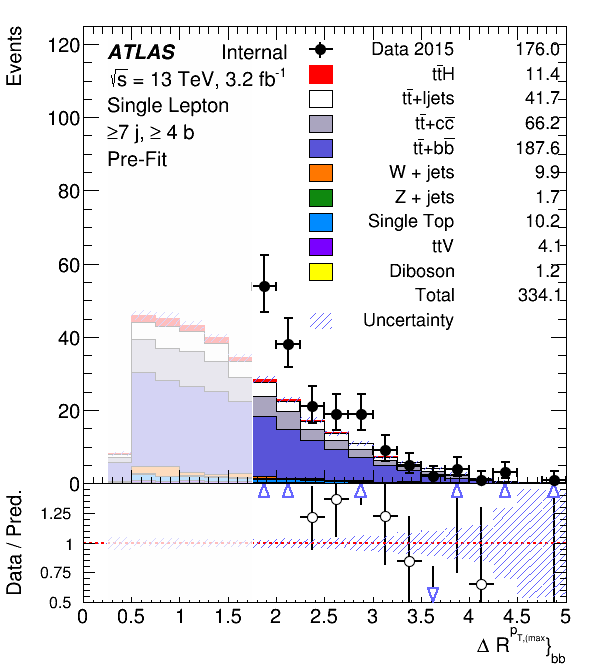 Events
ATLAS Internal
√s = 13 TeV, 3.2 fb⁻¹
Single Lepton
≥7 j, ≥ 4 b
Pre-Fit
Data 2015 176.0
tt̄H 11.4
tt̄+ljets 41.7
tt̄+cc̄ 66.2
tt̄+bb̄ 187.6
W + jets 9.9
Z + jets 1.7
Single Top 10.2
ttV 4.1
Diboson 1.2
Total 334.1
Uncertainty
120
100
80
60
40
20
0
Data / Pred.
1.25
1
0.75
0.5
0 0.5 1 1.5 2 2.5 3 3.5 4 4.5 5
Δ R^{p_{T,(max}}}_{bb}